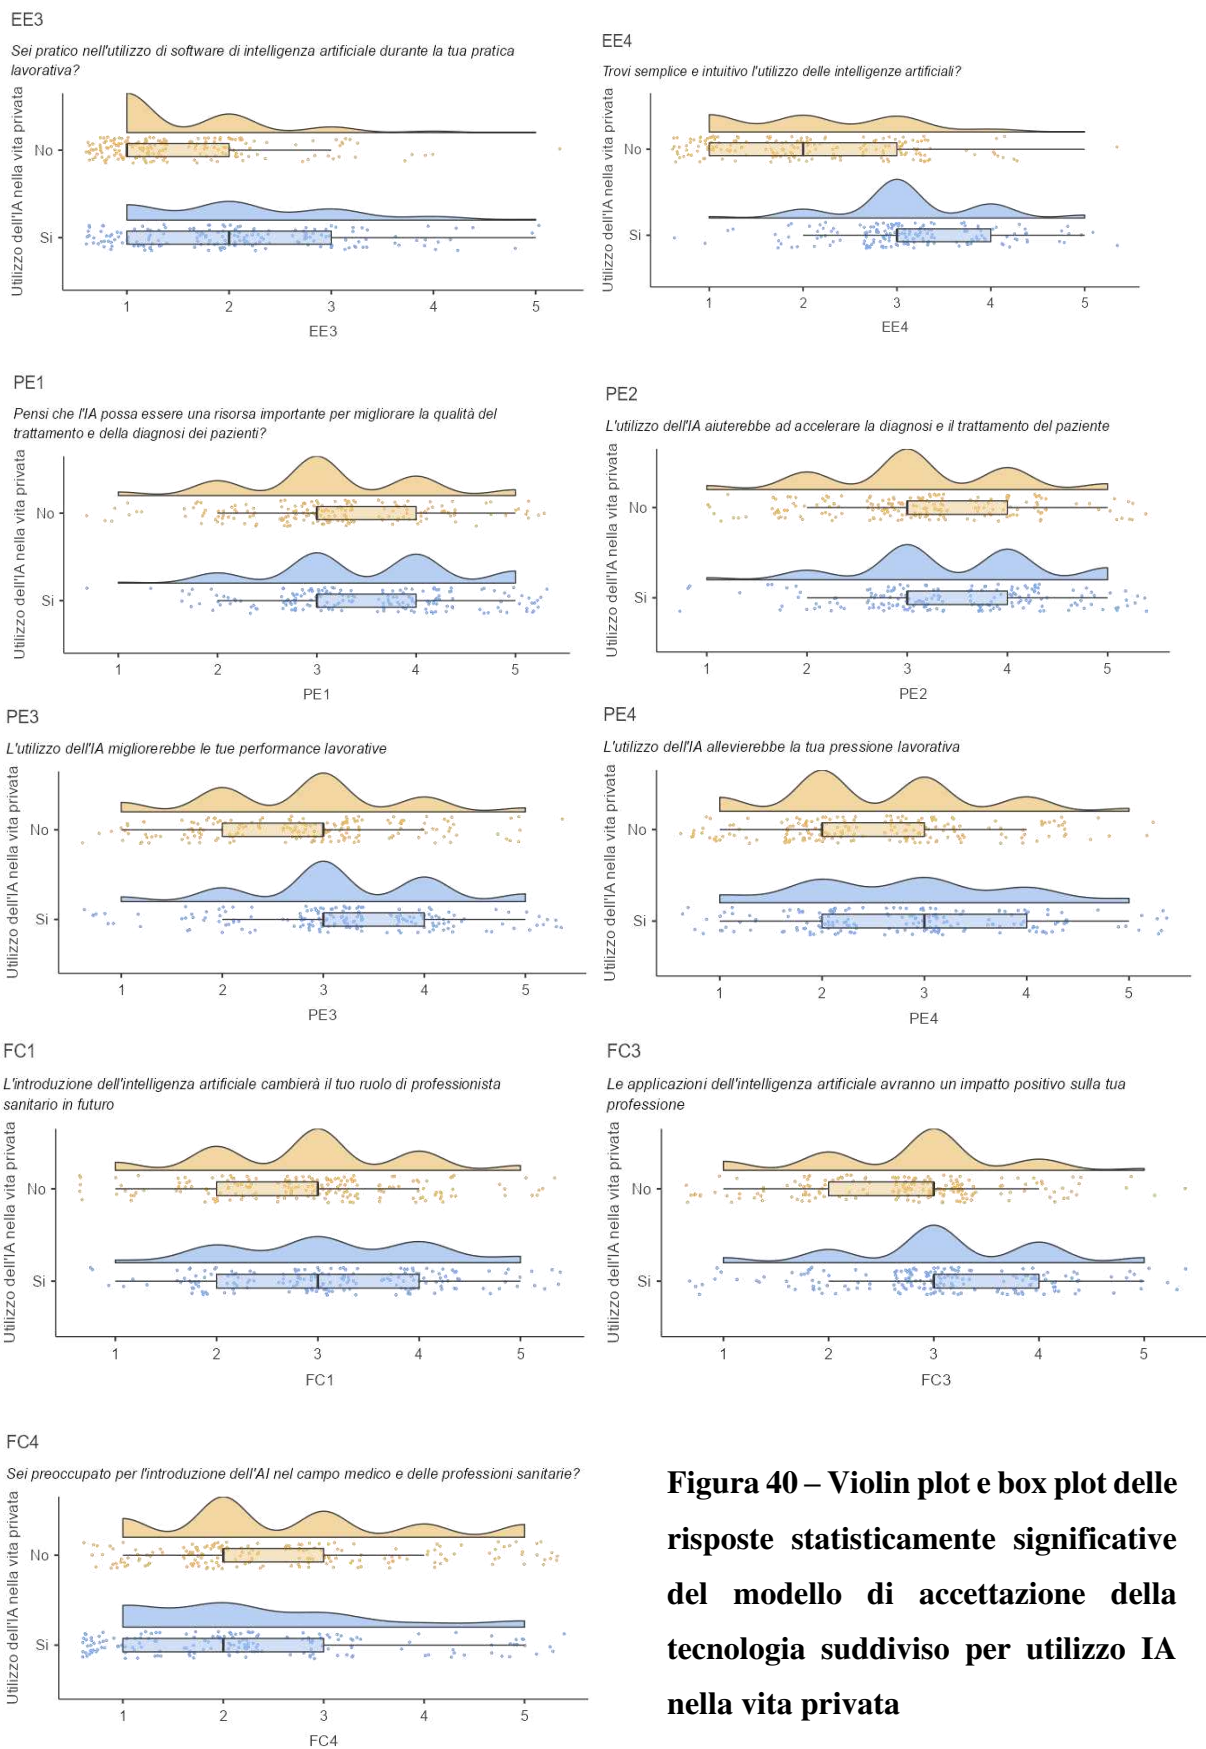 EE3
Sei pratico nell'utilizzo di software di intelligenza artificiale durante la tua pratica
lavorativa?
Utilizzo dell'IA nella vita privata
No
Si
1 2 3 4 5
EE3
EE4
Trovi semplice e intuitivo l'utilizzo delle intelligenze artificiali?
Utilizzo dell'IA nella vita privata
No
Si
1 2 3 4 5
EE4
PE1
Pensi che l'IA possa essere una risorsa importante per migliorare la qualità del
trattamento e della diagnosi dei pazienti?
Utilizzo dell'IA nella vita privata
No
Si
1 2 3 4 5
PE1
PE2
L'utilizzo dell'IA aiuterebbe ad accelerare la diagnosi e il trattamento del paziente
Utilizzo dell'IA nella vita privata
No
Si
1 2 3 4 5
PE2
PE3
L'utilizzo dell'IA migliorerebbe le tue performance lavorative
Utilizzo dell'IA nella vita privata
No
Si
1 2 3 4 5
PE3
PE4
L'utilizzo dell'IA allevierebbe la tua pressione lavorativa
Utilizzo dell'IA nella vita privata
No
Si
1 2 3 4 5
PE4
FC1
L'introduzione dell'intelligenza artificiale cambierà il tuo ruolo di professionista
sanitario in futuro
Utilizzo dell'IA nella vita privata
No
Si
1 2 3 4 5
FC1
FC3
Le applicazioni dell'intelligenza artificiale avranno un impatto positivo sulla tua
professione
Utilizzo dell'IA nella vita privata
No
Si
1 2 3 4 5
FC3
FC4
Sei preoccupato per l'introduzione dell'AI nel campo medico e delle professioni sanitarie?
Utilizzo dell'IA nella vita privata
No
Si
1 2 3 4 5
FC4
Figura 40 – Violin plot e box plot delle
risposte statisticamente significative
del modello di accettazione della
tecnologia suddiviso per utilizzo IA
nella vita privata